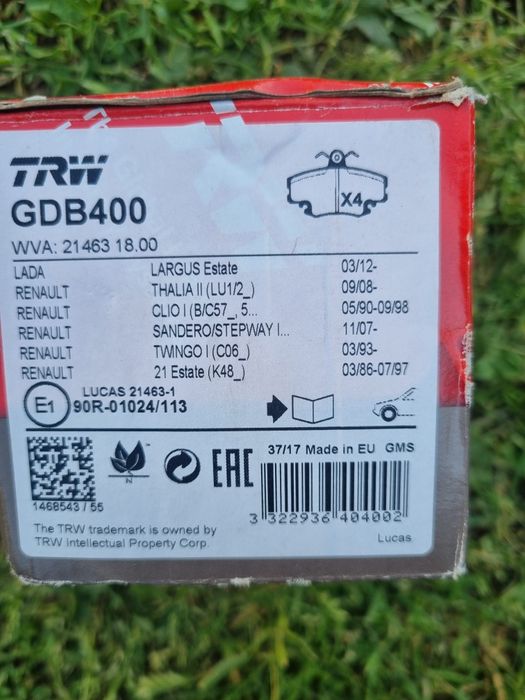 TRW
GDB400
X4
WVA: 21463 18.00
LADA LARGUS Estate 03/12-
RENAULT THALIA II (LU1/2_) 09/08-
RENAULT CLIO I (B/C57_, 5... 05/90-09/98
RENAULT SANDERO/STEPWAY I... 11/07-
RENAULT TWINGO I (C06_) 03/93-
RENAULT 21 Estate (K48_) 03/86-07/97
LUCAS 21463-1
E1 90R-01024/113
37/17 Made in EU GMS
N
EAC
1468543 / 55
3 322936 404002
The TRW trademark is owned by
TRW Intellectual Property Corp.
Lucas